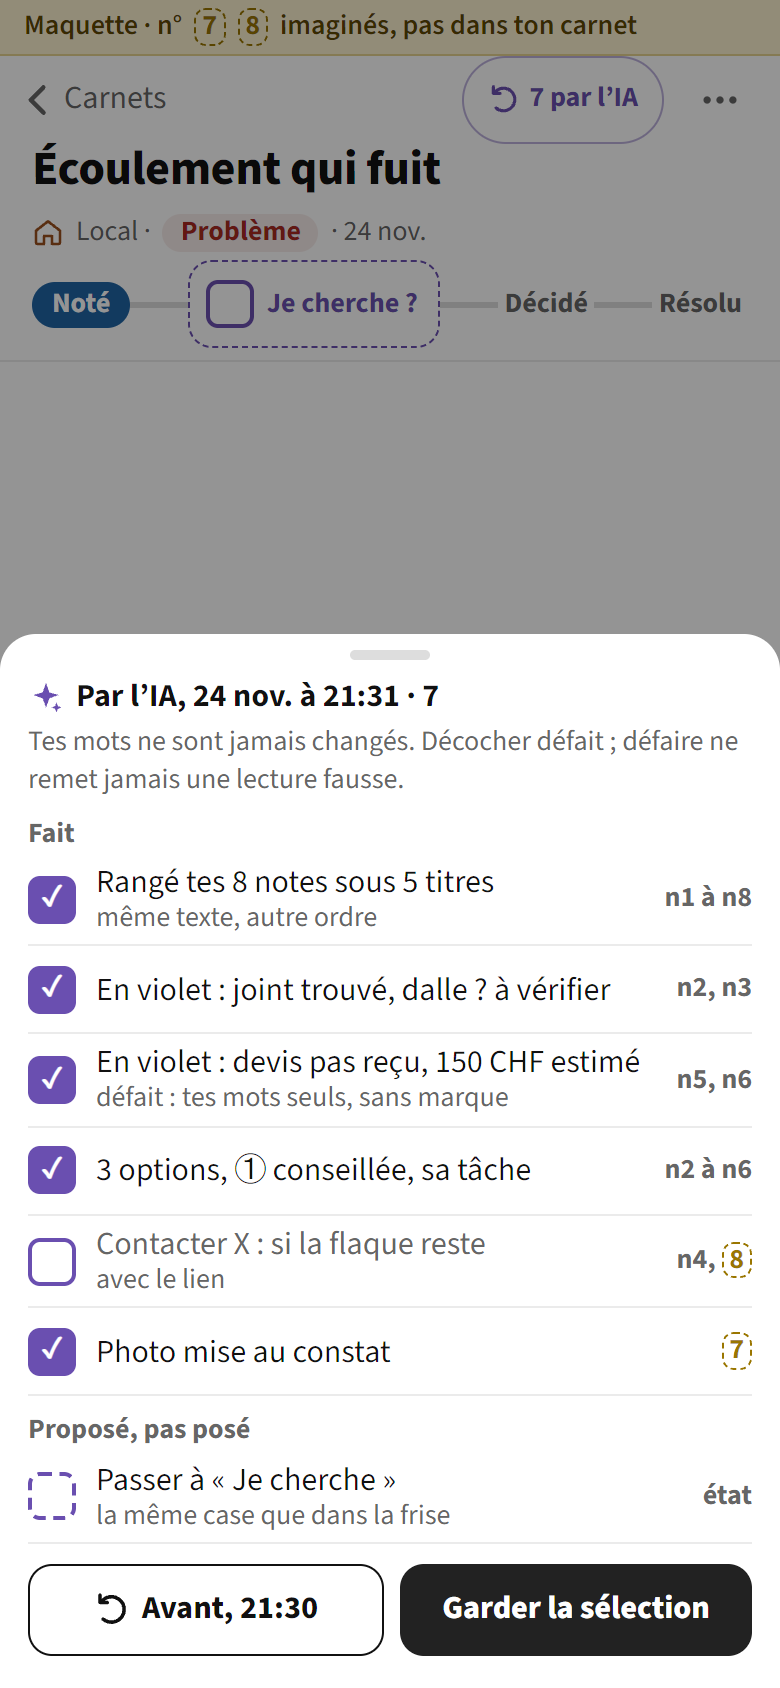 Maquette · n° 7 8 imaginés, pas dans ton carnet
Carnets
7 par l’IA
Écoulement qui fuit
Local · Problème · 24 nov.
Noté
Je cherche ?
Décidé
Résolu
Par l’IA, 24 nov. à 21:31 · 7
Tes mots ne sont jamais changés. Décocher défait ; défaire ne
remet jamais une lecture fausse.
Fait
Rangé tes 8 notes sous 5 titres
même texte, autre ordre
n1 à n8
En violet : joint trouvé, dalle ? à vérifier
n2, n3
En violet : devis pas reçu, 150 CHF estimé
défait : tes mots seuls, sans marque
n5, n6
3 options, ① conseillée, sa tâche
n2 à n6
Contacter X : si la flaque reste
avec le lien
n4, 8
Photo mise au constat
7
Proposé, pas posé
Passer à « Je cherche »
la même case que dans la frise
état
Avant, 21:30
Garder la sélection